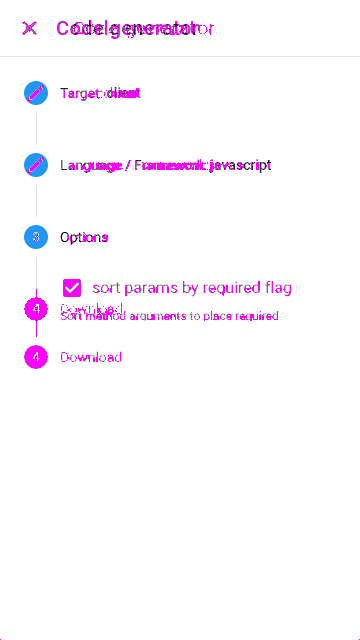 Code generator
Target: client
Language / Framework: javascript
3 Options
sort params by required flag
4 Download
Sort method arguments to place required
4 Download